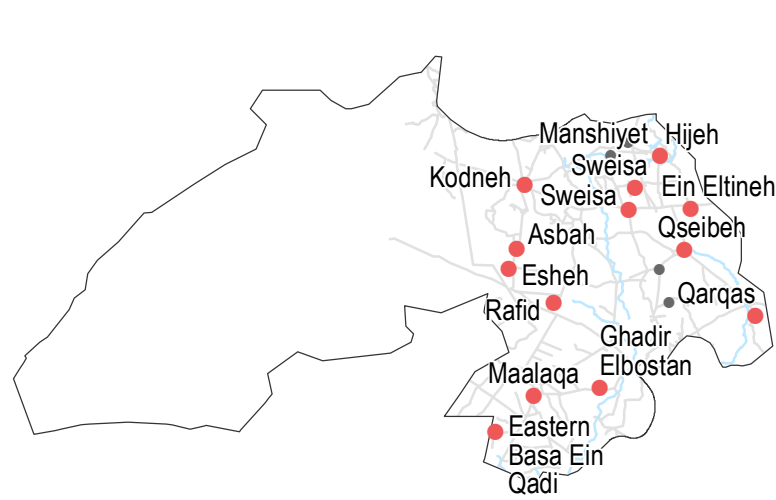 Manshiyet
Hijeh
Sweisa
Kodneh
Sweisa
Ein Eltineh
Asbah
Qseibeh
Esheh
Rafid
Qarqas
Ghadir
Elbostan
Maalaqa
Eastern
Basa Ein
Qadi